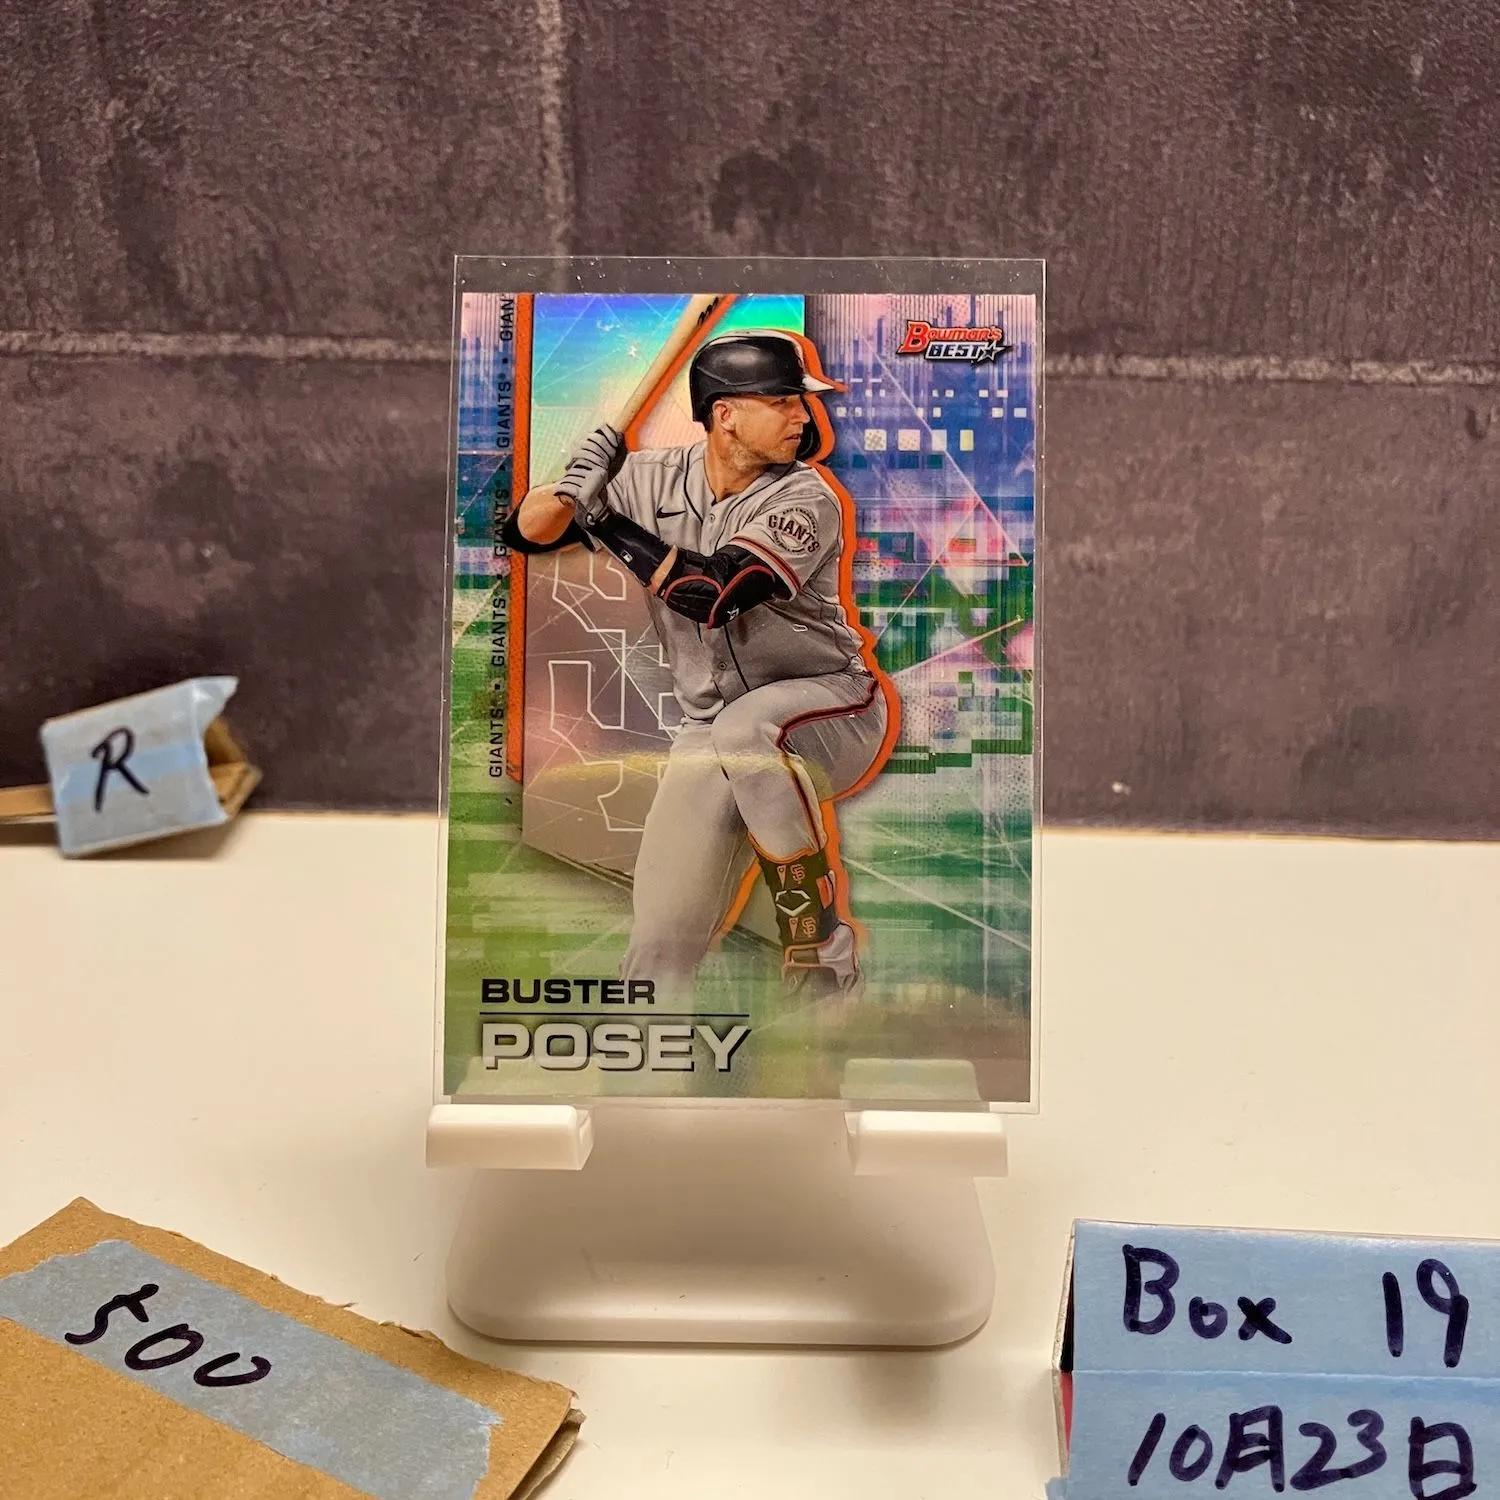 Bowman's
BEST
GIANTS • GIANTS • GIANTS • GIANTS • GIAN
GIANTS
BUSTER
POSEY
R
500
Box 19
10月23日